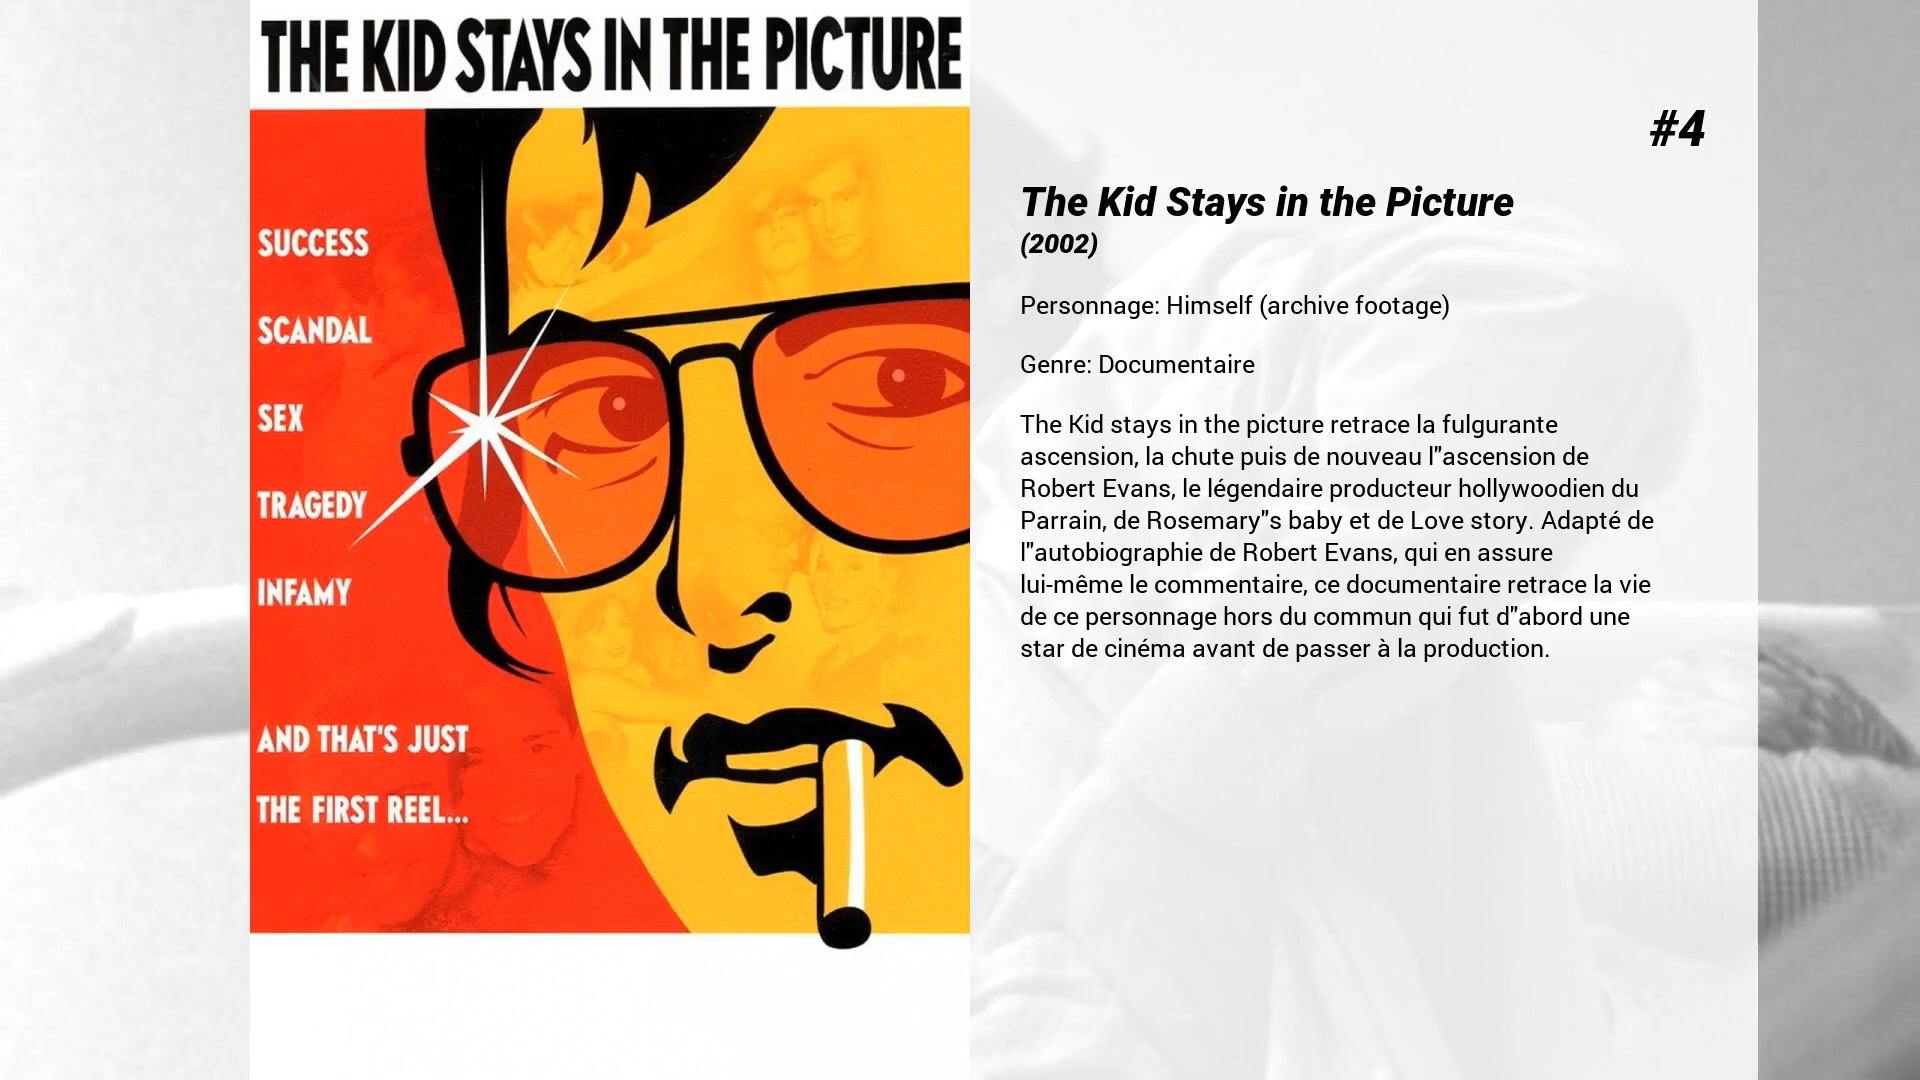 THE KID STAYS IN THE PICTURE
SUCCESS
SCANDAL
SEX
TRAGEDY
INFAMY
AND THAT'S JUST
THE FIRST REEL...
#4
The Kid Stays in the Picture
(2002)
Personnage: Himself (archive footage)
Genre: Documentaire
The Kid stays in the picture retrace la fulgurante
ascension, la chute puis de nouveau l"ascension de
Robert Evans, le légendaire producteur hollywoodien du
Parrain, de Rosemary"s baby et de Love story. Adapté de
l"autobiographie de Robert Evans, qui en assure
lui-même le commentaire, ce documentaire retrace la vie
de ce personnage hors du commun qui fut d"abord une
star de cinéma avant de passer à la production.